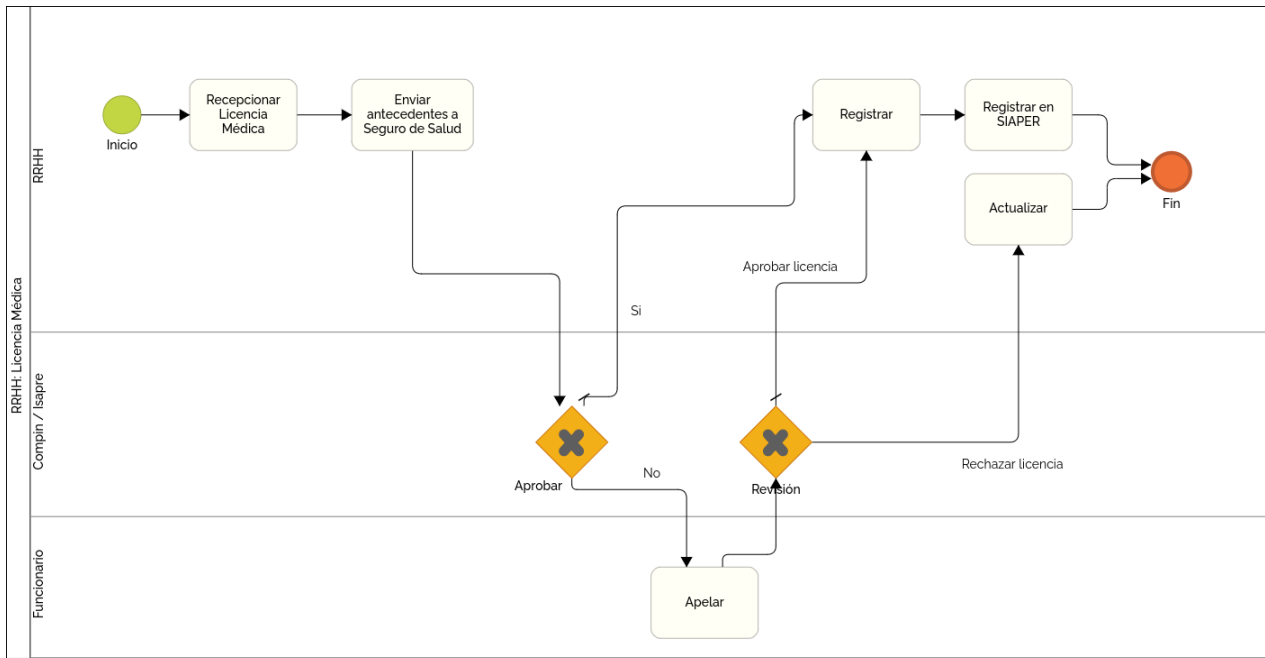 RRHH: Licencia Médica
RRHH
Inicio
Recepcionar
Licencia
Médica
Enviar
antecedentes a
Seguro de Salud
Registrar
Registrar en
SIAPER
Actualizar
Fin
Aprobar licencia
Si
Compin / Isapre
Aprobar
No
Revisión
Rechazar licencia
Funcionario
Apelar